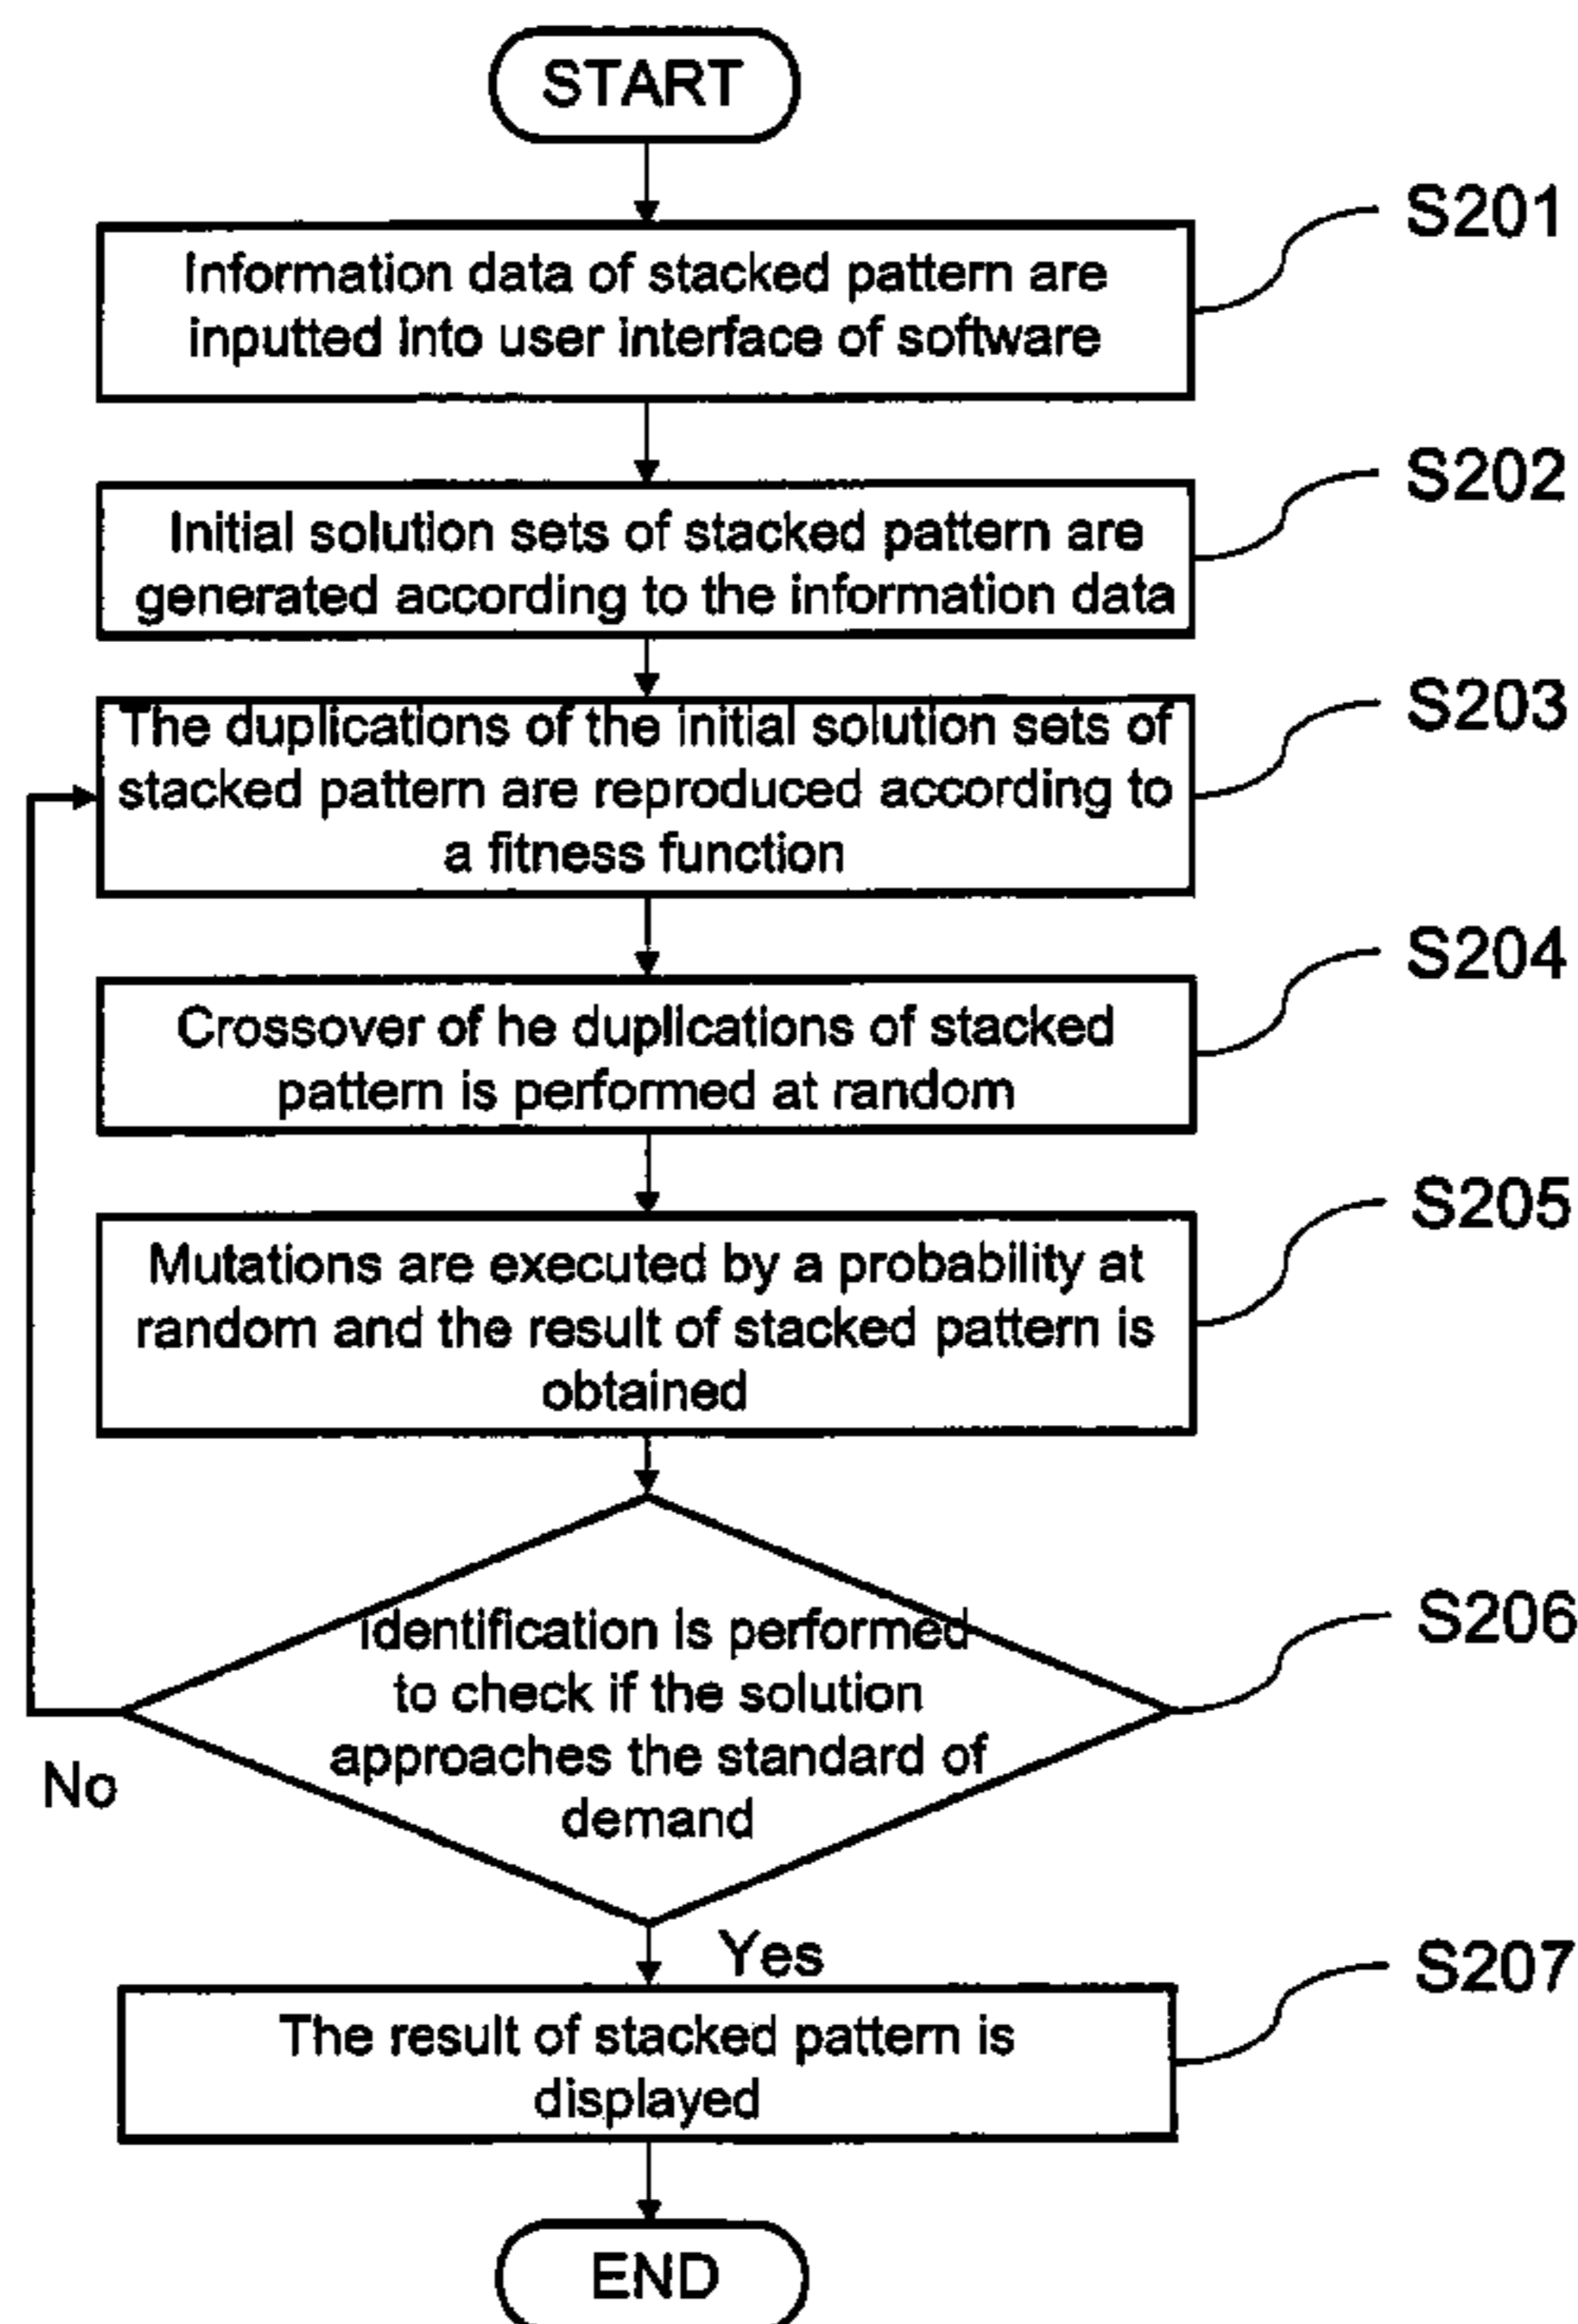 START
S201
Information data of stacked pattern are
inputted into user interface of software
S202
Initial solution sets of stacked pattern are
generated according to the information data
S203
The duplications of the initial solution sets of
stacked pattern are reproduced according to
a fitness function
S204
Crossover of he duplications of stacked
pattern is performed at random
S205
Mutations are executed by a probability at
random and the result of stacked pattern is
obtained
S206
Identification is performed
to check if the solution
approaches the standard of
demand
No
Yes
S207
The result of stacked pattern is
displayed
END